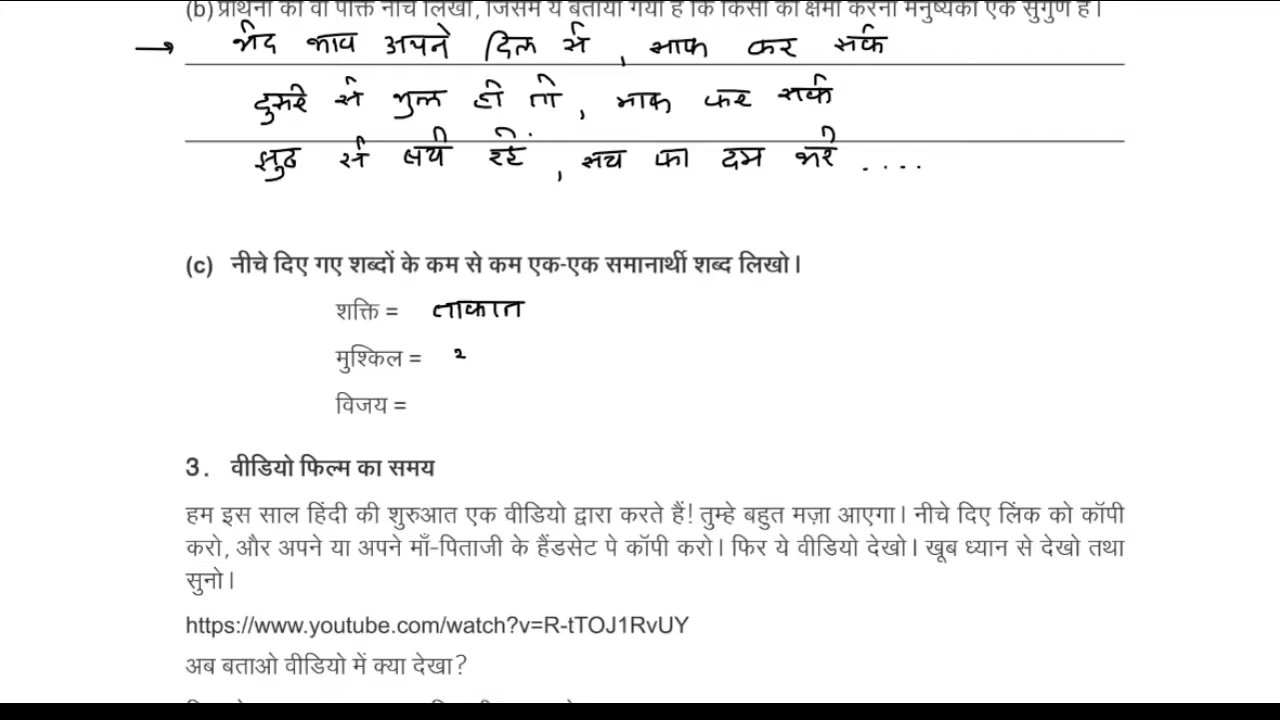 (b) प्रार्थना की वो पंक्ति नीचे लिखो, जिसमें ये बताया गया है कि किसी को क्षमा करना मनुष्यका एक सुगुण है।
→ भेद भाव अपने दिल से, साफ कर सके
दुसरे से भुल हो तो, माफ कर सके
झुठ से बचे रहें, सच का दम भरे ....
(c) नीचे दिए गए शब्दों के कम से कम एक-एक समानार्थी शब्द लिखो।
शक्ति = ताकात
मुश्किल =
विजय =
3. वीडियो फिल्म का समय
हम इस साल हिंदी की शुरुआत एक वीडियो द्वारा करते हैं! तुम्हे बहुत मज़ा आएगा। नीचे दिए लिंक को कॉपी
करो, और अपने या अपने माँ-पिताजी के हैंडसेट पे कॉपी करो। फिर ये वीडियो देखो। खूब ध्यान से देखो तथा
सुनो।
https://www.youtube.com/watch?v=R-tTOJ1RvUY
अब बताओ वीडियो में क्या देखा?